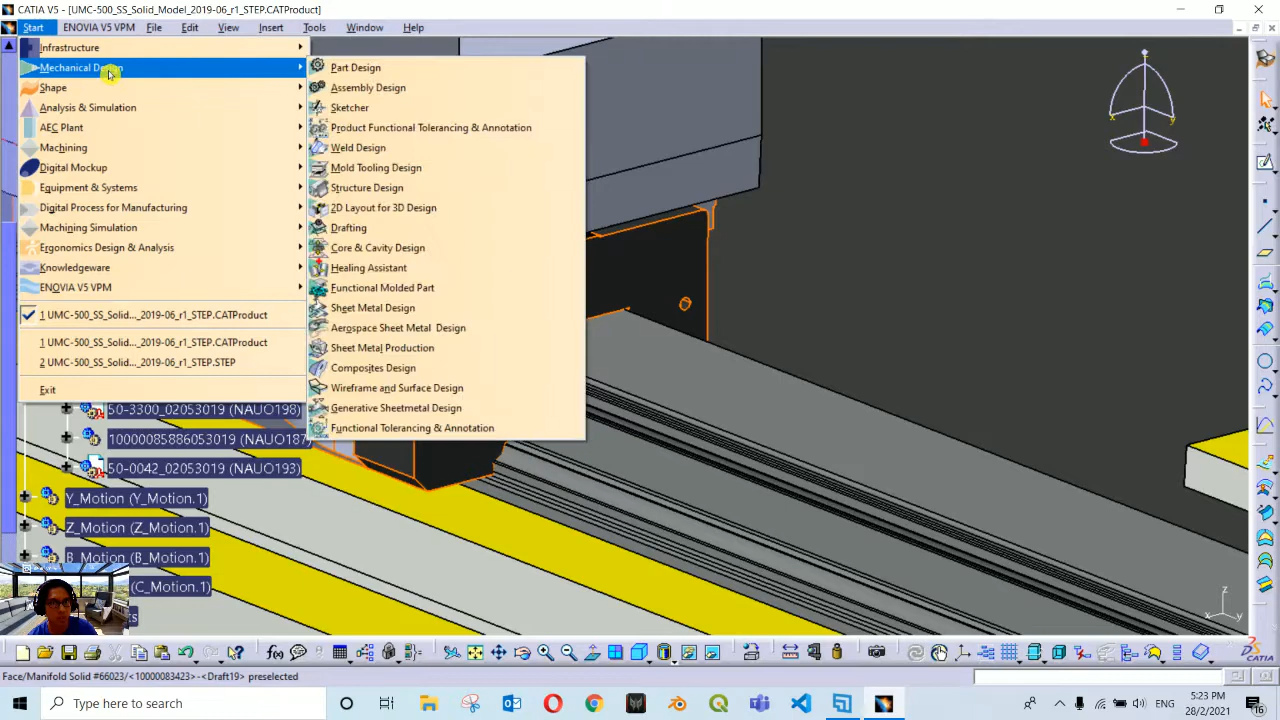 CATIA V5 - [UMC-500_SS_Solid_Model_2019-06_r1_STEP.CATProduct]
Start ENOVIA V5 VPM File Edit View Insert Tools Window Help
Infrastructure
Mechanical Design
Shape
Analysis & Simulation
AEC Plant
Machining
Digital Mockup
Equipment & Systems
Digital Process for Manufacturing
Machining Simulation
Ergonomics Design & Analysis
Knowledgeware
ENOVIA V5 VPM
1 UMC-500_SS_Solid..._2019-06_r1_STEP.CATProduct
1 UMC-500_SS_Solid..._2019-06_r1_STEP.CATProduct
2 UMC-500_SS_Solid..._2019-06_r1_STEP.STEP
Exit
Part Design
Assembly Design
Sketcher
Product Functional Tolerancing & Annotation
Weld Design
Mold Tooling Design
Structure Design
2D Layout for 3D Design
Drafting
Core & Cavity Design
Healing Assistant
Functional Molded Part
Sheet Metal Design
Aerospace Sheet Metal Design
Sheet Metal Production
Composites Design
Wireframe and Surface Design
Generative Sheetmetal Design
Functional Tolerancing & Annotation
50-3300_02053019 (NAUO198)
10000085886053019 (NAUO187)
50-0042_02053019 (NAUO193)
Y_Motion (Y_Motion.1)
Z_Motion (Z_Motion.1)
B_Motion (B_Motion.1)
(C_Motion.1)
z
x
y
f(x)
CATIA
Face/Manifold Solid #66023/<10000083423>-<Draft19> preselected
Type here to search
ENG
5:23 PM
28/2/2021
16